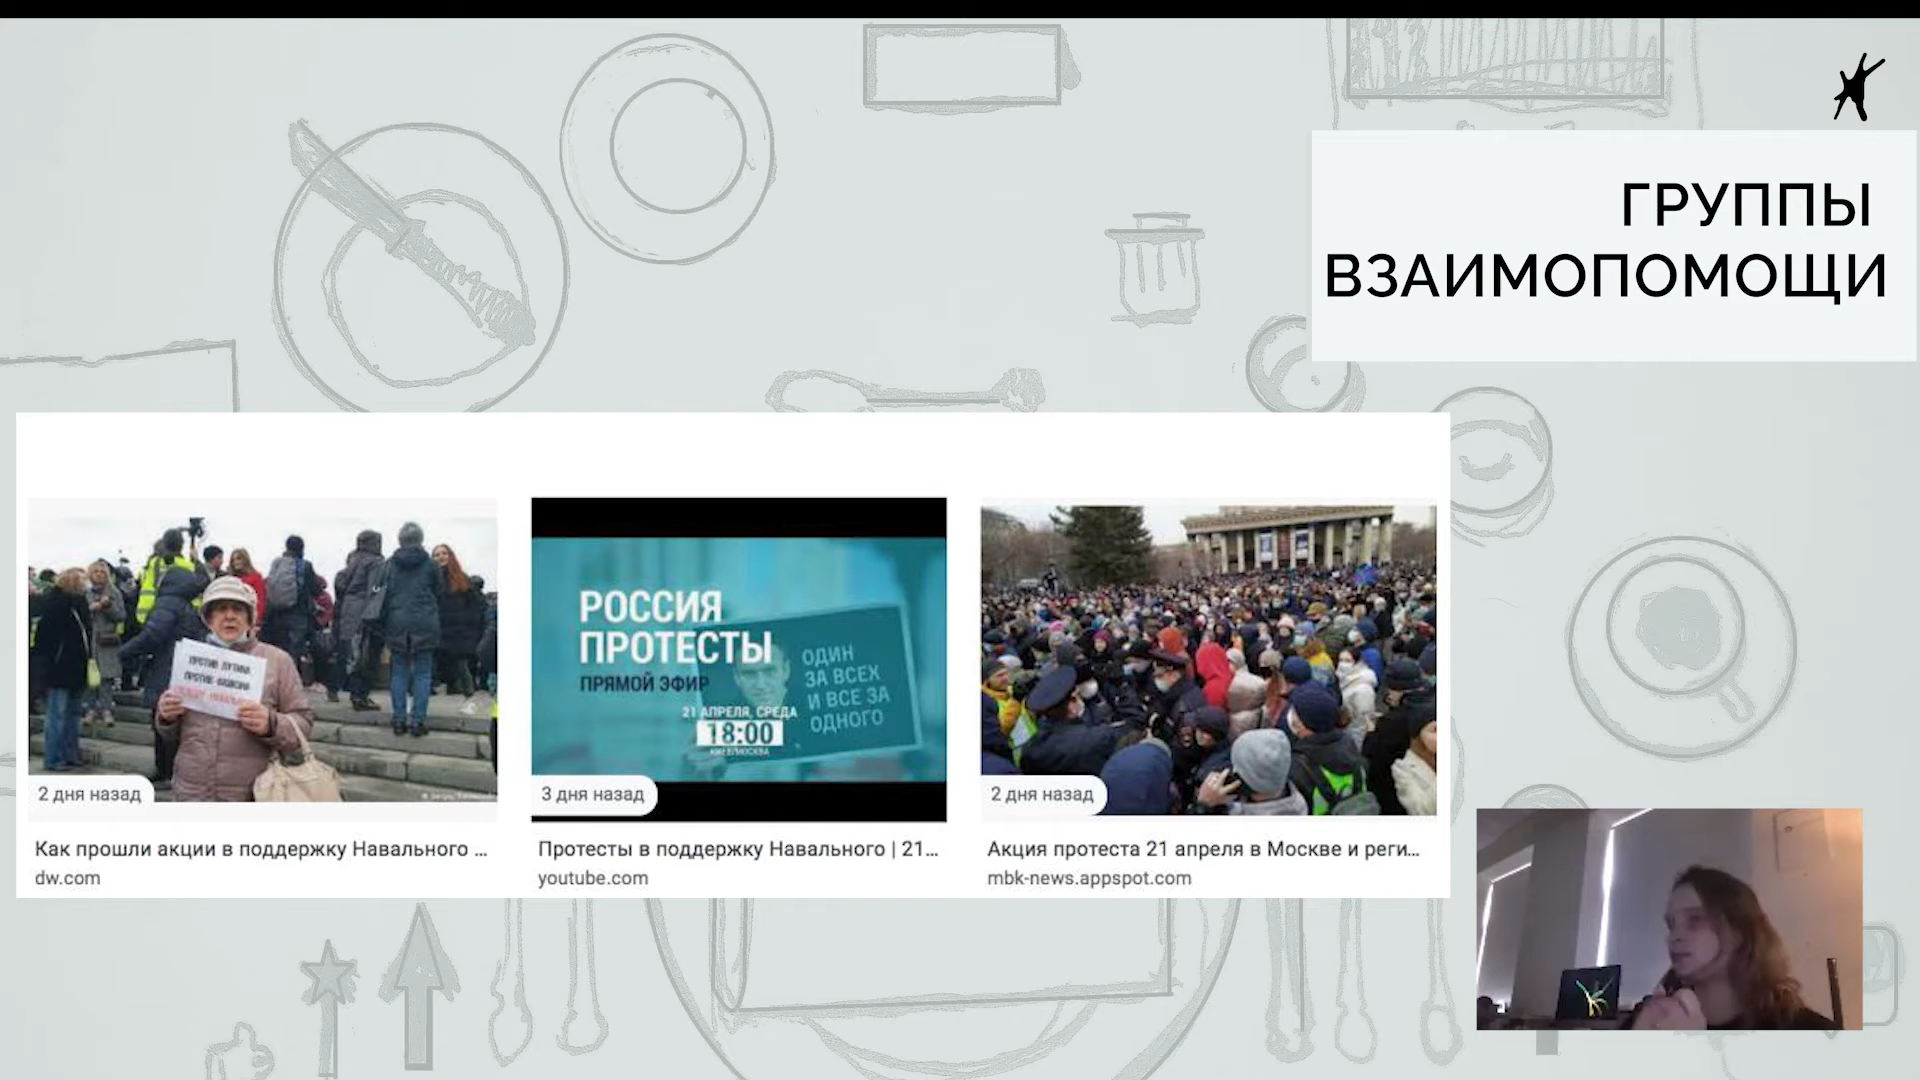 ГРУППЫ
ВЗАИМОПОМОЩИ
ПРОТИВ ПУТИНА
РОССИЯ
ПРОТЕСТЫ
ПРЯМОЙ ЭФИР
ОДИН
ЗА ВСЕХ
И ВСЕ ЗА
ОДНОГО
21 АПРЕЛЯ, СРЕДА
18:00
2 дня назад
3 дня назад
2 дня назад
Как прошли акции в поддержку Навального ...
dw.com
Протесты в поддержку Навального | 21...
youtube.com
Акция протеста 21 апреля в Москве и реги...
mbk-news.appspot.com